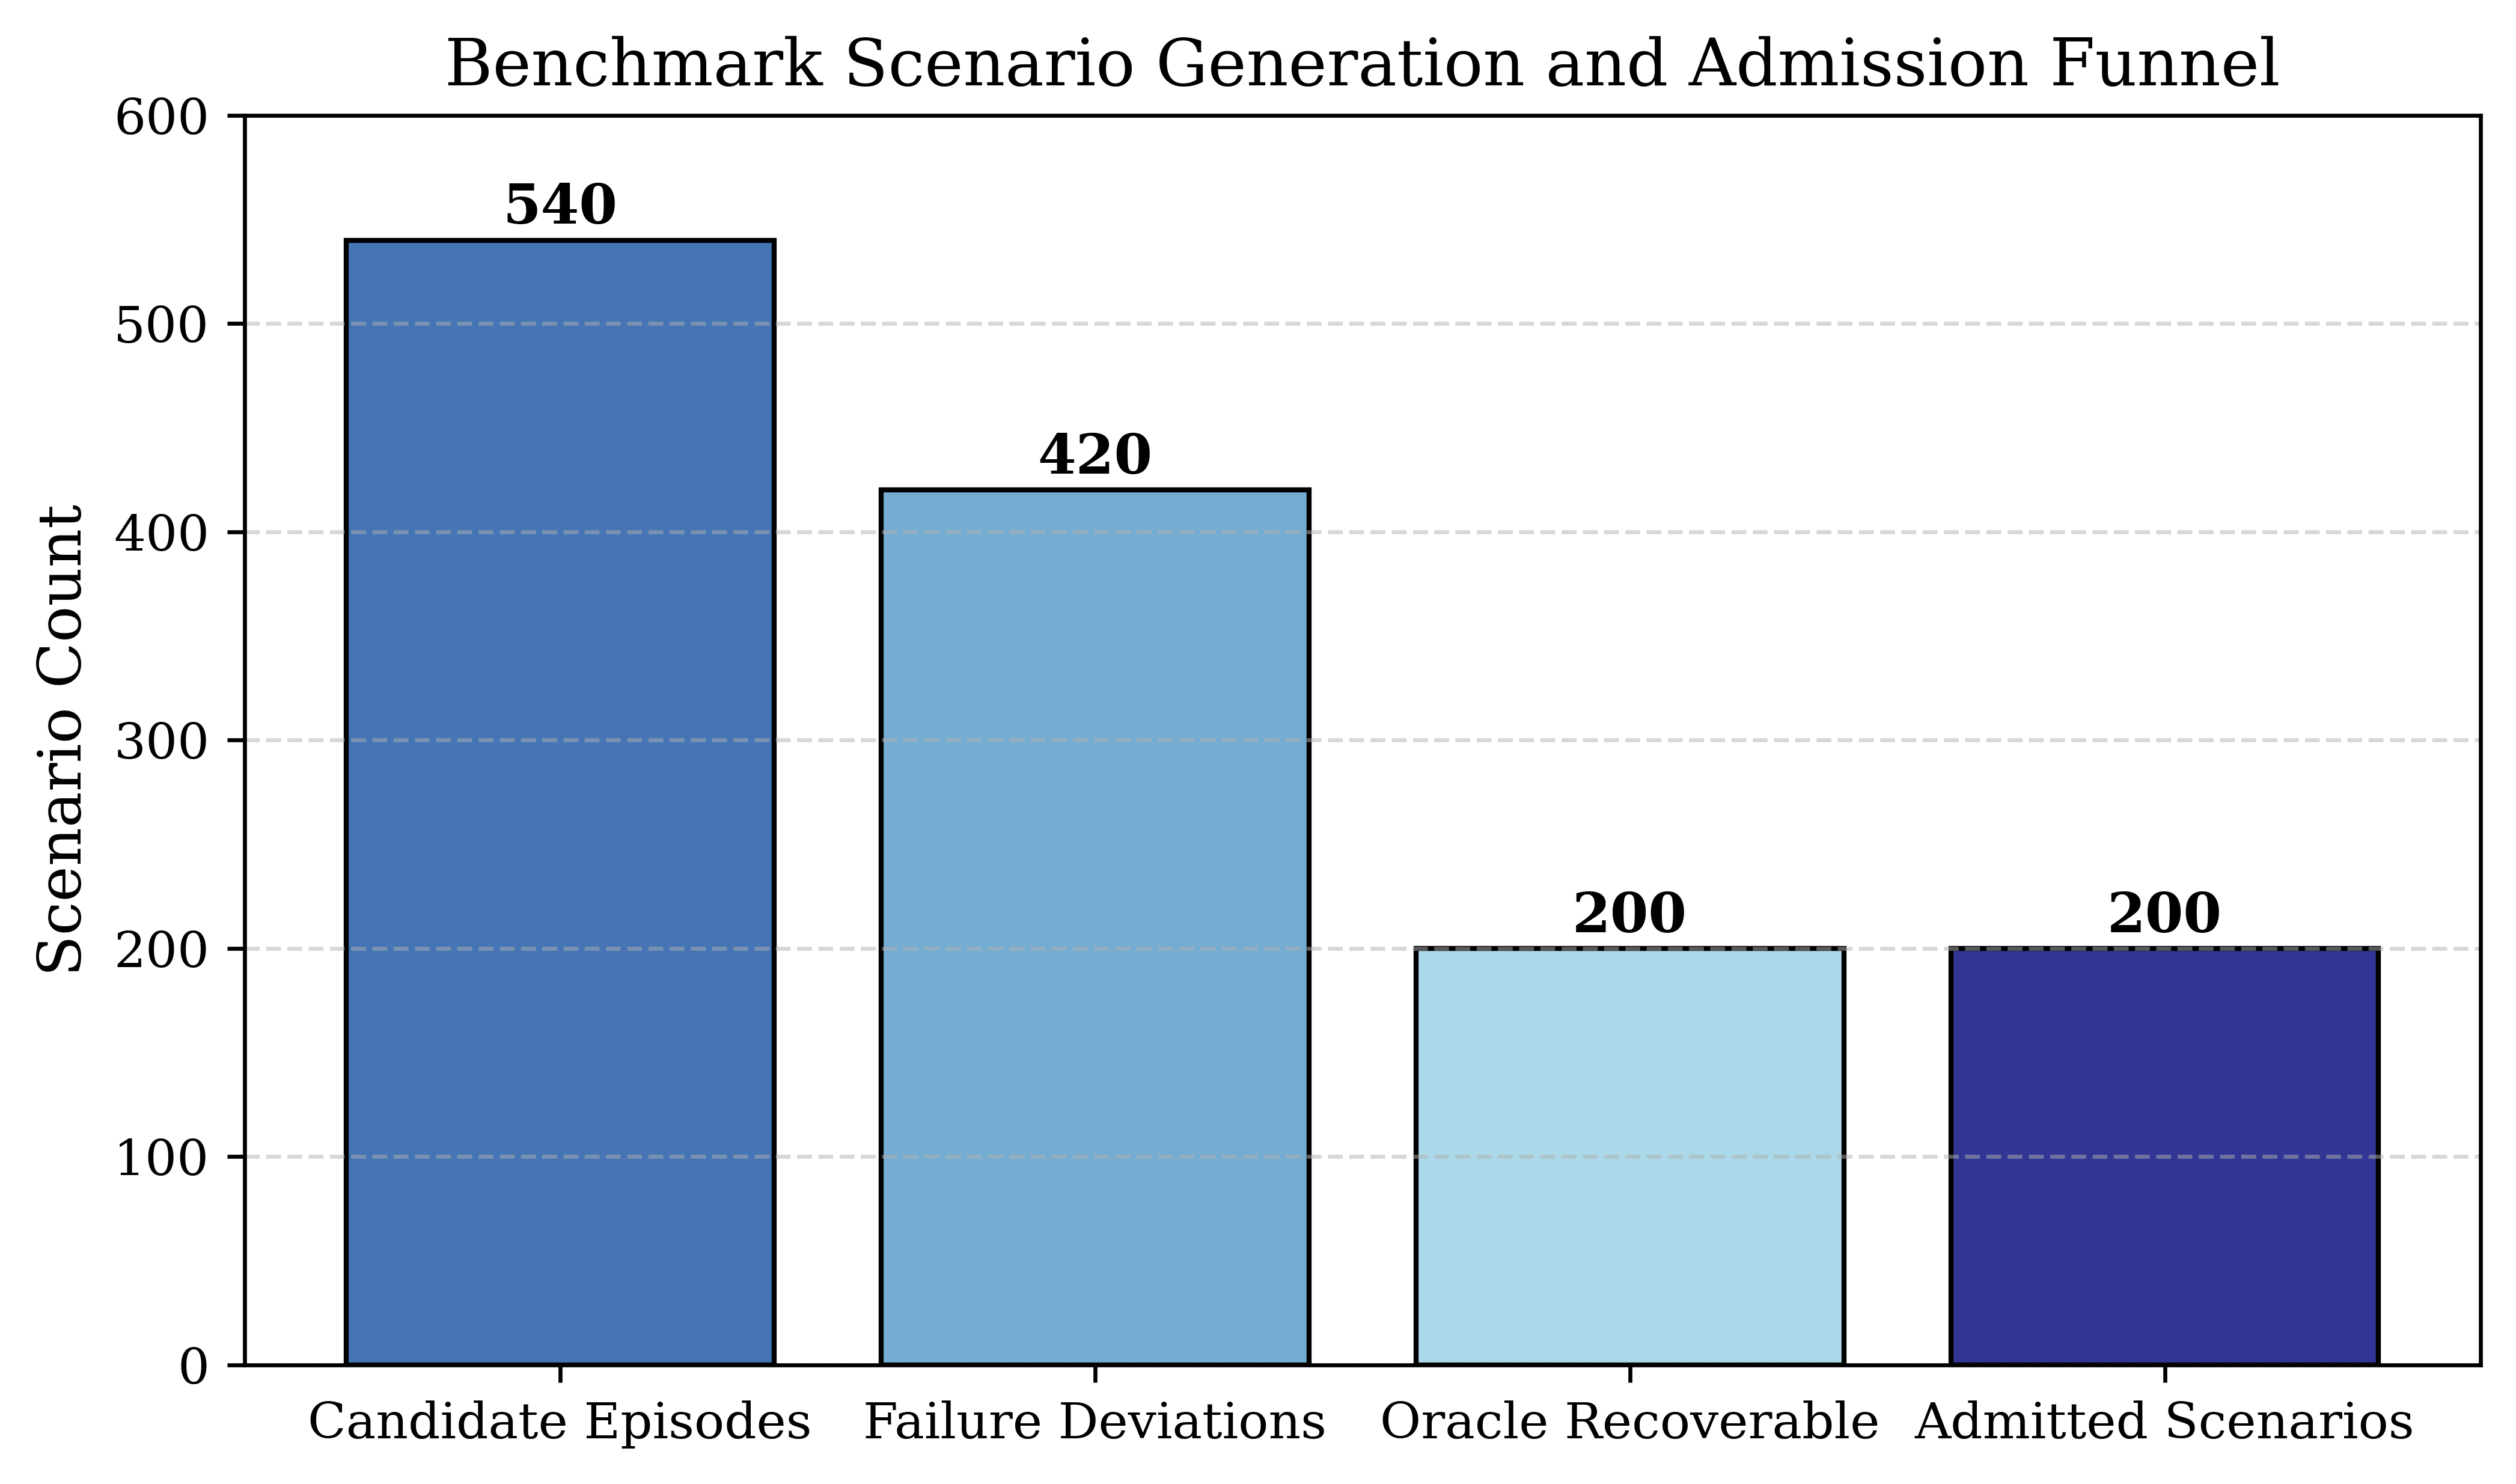 Benchmark Scenario Generation and Admission Funnel
600
500
400
300
200
100
0
Scenario Count
540
420
200
200
Candidate Episodes
Failure Deviations
Oracle Recoverable
Admitted Scenarios